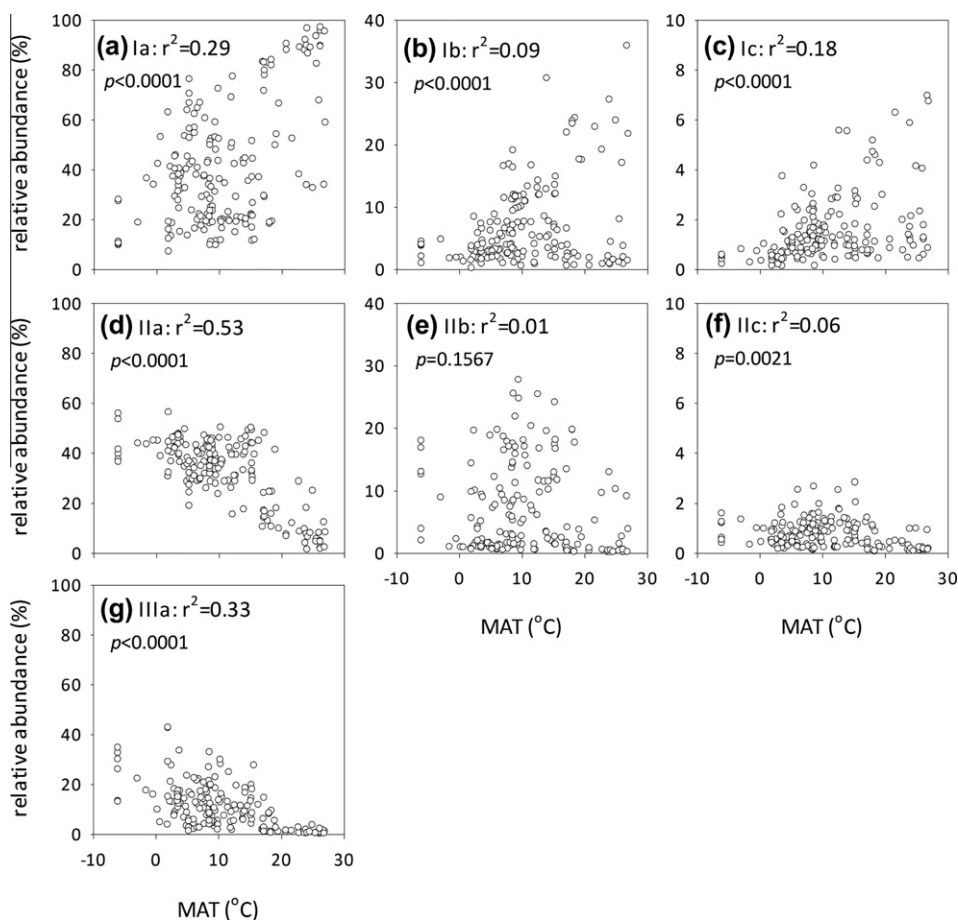 (a) Ia: r²=0.29
p<0.0001
(b) Ib: r²=0.09
p<0.0001
(c) Ic: r²=0.18
p<0.0001
relative abundance (%)
100
80
60
40
20
0
40
30
20
10
0
10
8
6
4
2
0
(d) IIa: r²=0.53
p<0.0001
(e) IIb: r²=0.01
p=0.1567
(f) IIc: r²=0.06
p=0.0021
relative abundance (%)
100
80
60
40
20
0
40
30
20
10
0
10
8
6
4
2
0
-10 0 10 20 30
MAT (°C)
-10 0 10 20 30
MAT (°C)
(g) IIIa: r²=0.33
p<0.0001
relative abundance (%)
100
80
60
40
20
0
-10 0 10 20 30
MAT (°C)